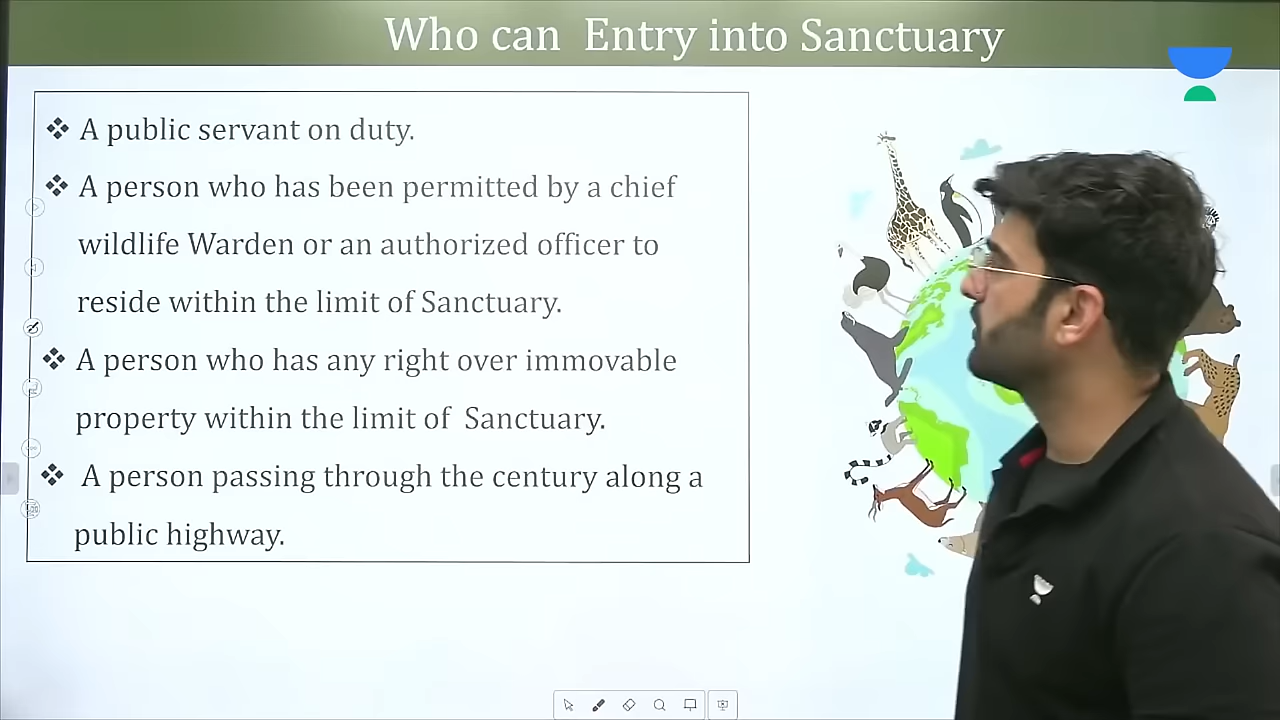 Who can Entry into Sanctuary
❖ A public servant on duty.
❖ A person who has been permitted by a chief
wildlife Warden or an authorized officer to
reside within the limit of Sanctuary.
❖ A person who has any right over immovable
property within the limit of Sanctuary.
❖ A person passing through the century along a
public highway.